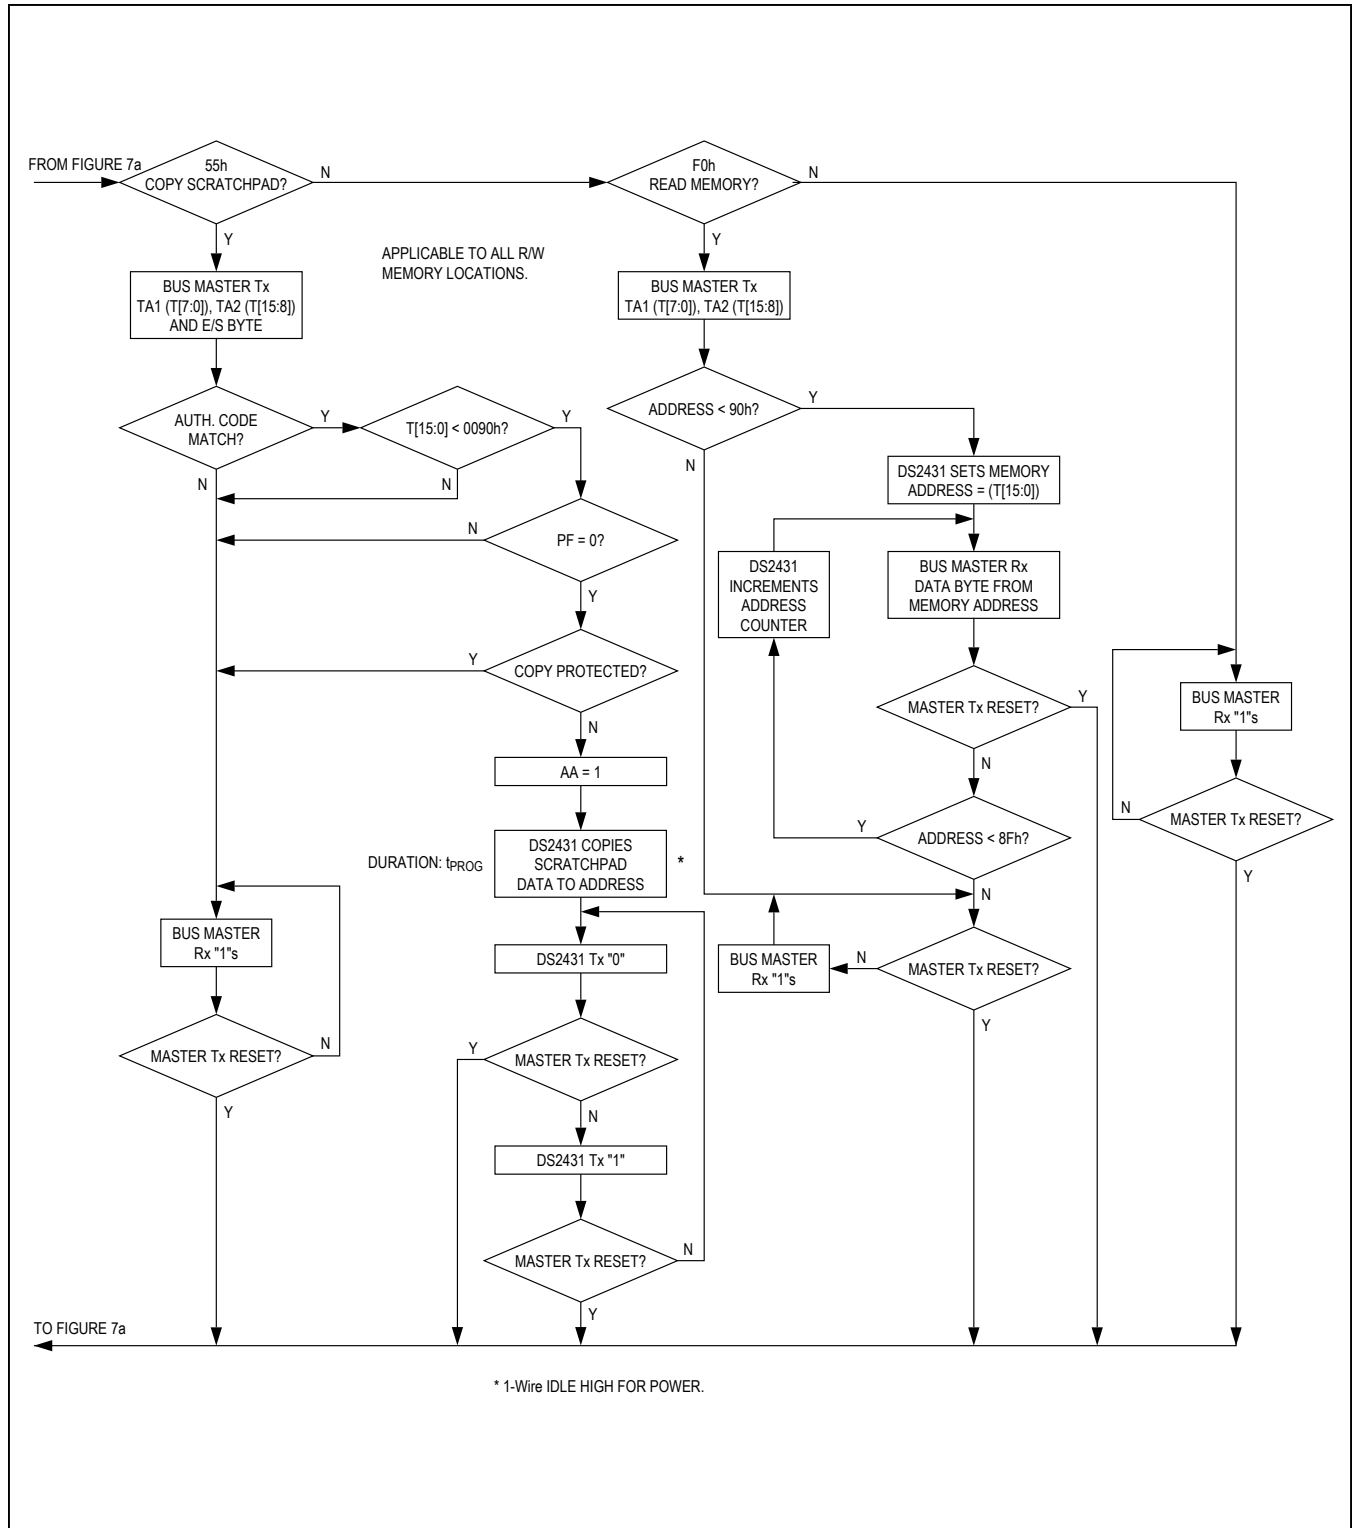 FROM FIGURE 7a
55h
COPY SCRATCHPAD?
N
F0h
READ MEMORY?
N
Y
Y
APPLICABLE TO ALL R/W
MEMORY LOCATIONS.
BUS MASTER Tx
TA1 (T[7:0]), TA2 (T[15:8])
AND E/S BYTE
BUS MASTER Tx
TA1 (T[7:0]), TA2 (T[15:8])
AUTH. CODE
MATCH?
Y
N
T[15:0] < 0090h?
Y
N
ADDRESS < 90h?
Y
N
DS2431 SETS MEMORY
ADDRESS = (T[15:0])
PF = 0?
N
Y
DS2431
INCREMENTS
ADDRESS
COUNTER
BUS MASTER Rx
DATA BYTE FROM
MEMORY ADDRESS
COPY PROTECTED?
Y
N
MASTER Tx RESET?
Y
N
BUS MASTER
Rx "1"s
AA = 1
MASTER Tx RESET?
N
Y
ADDRESS < 8Fh?
Y
N
DURATION: tPROG
DS2431 COPIES
SCRATCHPAD
DATA TO ADDRESS
*
BUS MASTER
Rx "1"s
DS2431 Tx "0"
BUS MASTER
Rx "1"s
N
MASTER Tx RESET?
Y
MASTER Tx RESET?
N
Y
MASTER Tx RESET?
Y
N
DS2431 Tx "1"
MASTER Tx RESET?
N
Y
TO FIGURE 7a
* 1-Wire IDLE HIGH FOR POWER.